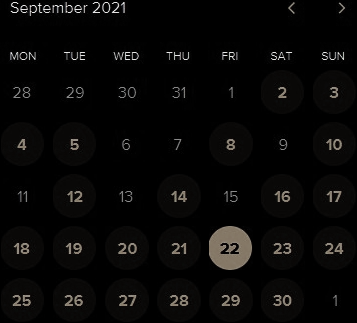 September 2021
MON TUE WED THU FRI SAT SUN
28 29 30 31 1 2 3
4 5 6 7 8 9 10
11 12 13 14 15 16 17
18 19 20 21 22 23 24
25 26 27 28 29 30 1